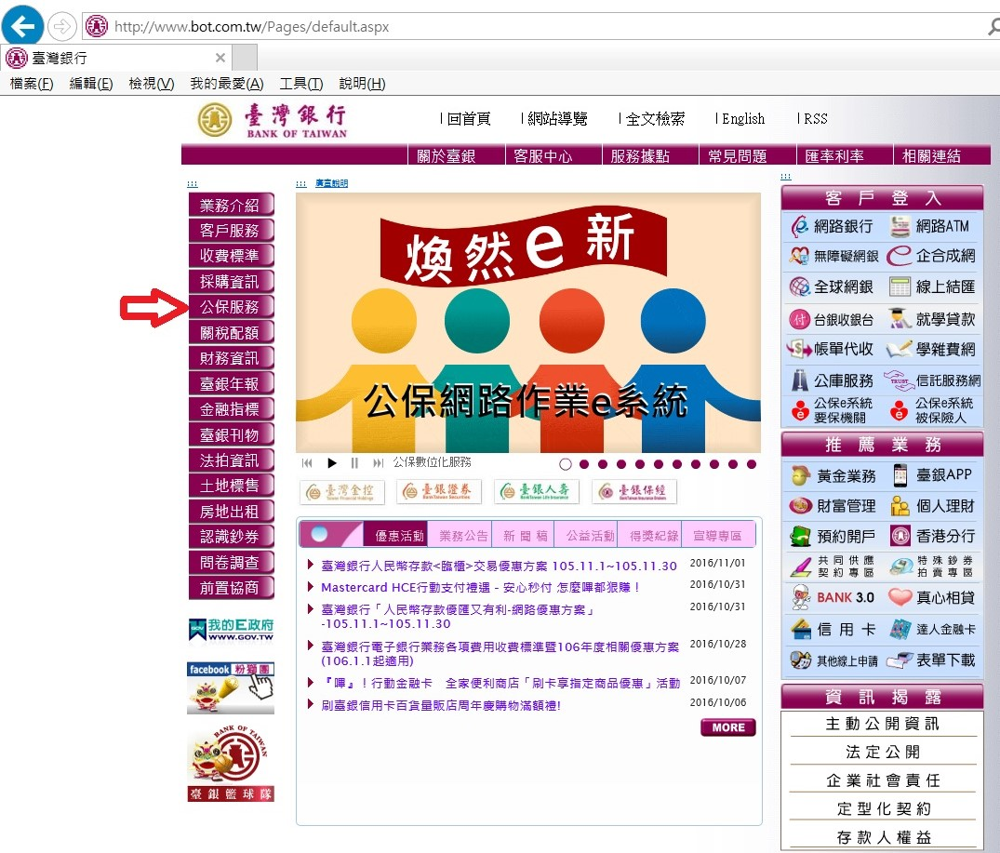 http://www.bot.com.tw/Pages/default.aspx
臺灣銀行
檔案(F) 編輯(E) 檢視(V) 我的最愛(A) 工具(T) 說明(H)
臺灣銀行
BANK OF TAIWAN
| 回首頁 | 網站導覽 | 全文檢索 | English | RSS
關於臺銀 客服中心 服務據點 常見問題 匯率利率 相關連結
:::
業務介紹
客戶服務
收費標準
採購資訊
公保服務
關稅配額
財務資訊
臺銀年報
金融指標
臺銀刊物
法拍資訊
土地標售
房地出租
認識鈔券
問卷調查
前置協商
我的E政府
WWW.GOV.TW
facebook 粉獅團
BANK OF TAIWAN
臺銀籃球隊
::: 廣宣說明
煥然e新
公保網路作業e系統
公保數位化服務
臺灣金控
Taiwan Financial Holdings
臺銀證券
BankTaiwan Securities
臺銀人壽
BankTaiwan Life Insurance
臺銀保經
BankTaiwan Insurance Brokers
優惠活動 業務公告 新聞稿 公益活動 得獎紀錄 宣導專區
臺灣銀行人民幣存款<臨櫃>交易優惠方案 105.11.1~105.11.30 2016/11/01
Mastercard HCE行動支付禮遇 - 安心秒付 怎麼嗶都狠賺！ 2016/10/31
臺灣銀行「人民幣存款優匯又有利-網路優惠方案」 2016/10/31
-105.11.1~105.11.30
臺灣銀行電子銀行業務各項費用收費標準暨106年度相關優惠方案 2016/10/28
(106.1.1起適用)
『嗶』！行動金融卡　全家便利商店「刷卡享指定商品優惠」活動 2016/10/07
刷臺銀信用卡百貨量販店周年慶購物滿額禮! 2016/10/06
MORE
:::
客戶登入
網路銀行 網路ATM
無障礙網銀 企合成網
全球網銀 線上結匯
付 台銀收銀台 就學貸款
帳單代收 學雜費網
公庫服務 TRUST 信託服務網
公保e系統 公保e系統
要保機關 被保險人
推薦業務
黃金業務 臺銀APP
財富管理 個人理財
預約開戶 香港分行
共同供應 特殊鈔券
契約專區 拍賣專區
BANK 3.0 真心相貸
信用卡 達人金融卡
其他線上申請 表單下載
資訊揭露
主動公開資訊
法定公開
企業社會責任
定型化契約
存款人權益